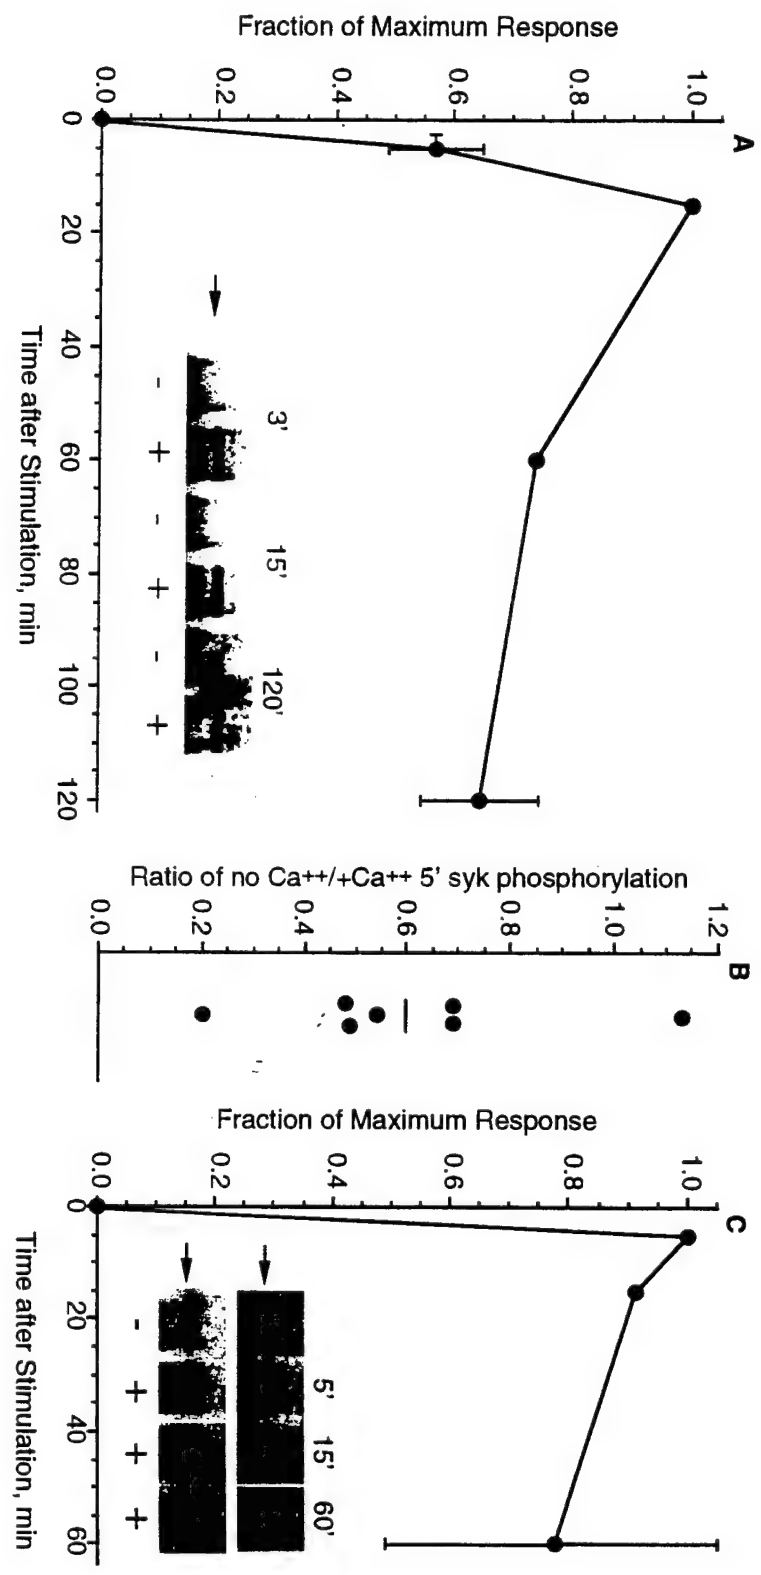 A
Fraction of Maximum Response
1.0
0.8
0.6
0.4
0.2
0.0
0 20 40 60 80 100 120
Time after Stimulation, min
3' 15' 120'
- + - + - +
B
Ratio of no Ca++/+Ca++ 5' syk phosphorylation
1.2
1.0
0.8
0.6
0.4
0.2
0.0
C
Fraction of Maximum Response
1.0
0.8
0.6
0.4
0.2
0.0
0 20 40 60
Time after Stimulation, min
5' 15' 60'
- + + +